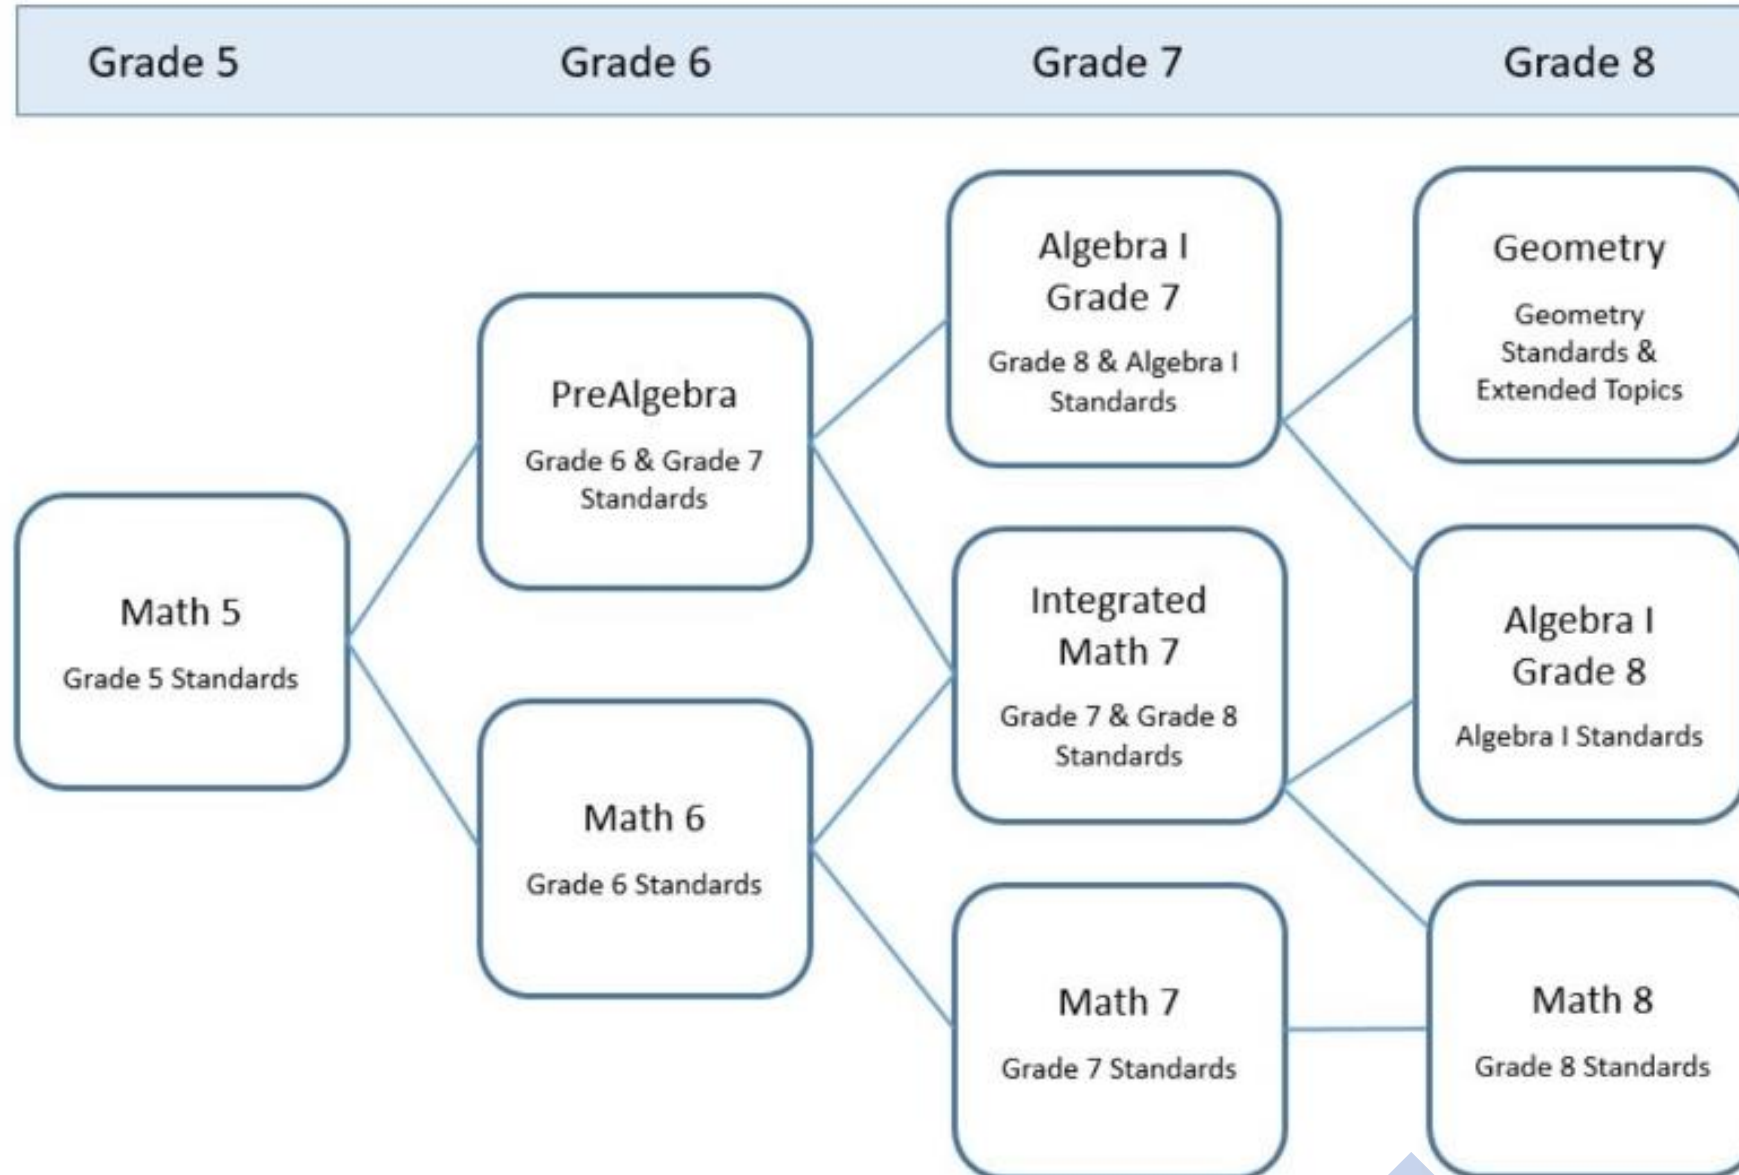 Grade 5 Grade 6 Grade 7 Grade 8
Math 5
Grade 5 Standards
PreAlgebra
Grade 6 & Grade 7
Standards
Math 6
Grade 6 Standards
Algebra I
Grade 7
Grade 8 & Algebra I
Standards
Integrated
Math 7
Grade 7 & Grade 8
Standards
Math 7
Grade 7 Standards
Geometry
Geometry
Standards &
Extended Topics
Algebra I
Grade 8
Algebra I Standards
Math 8
Grade 8 Standards